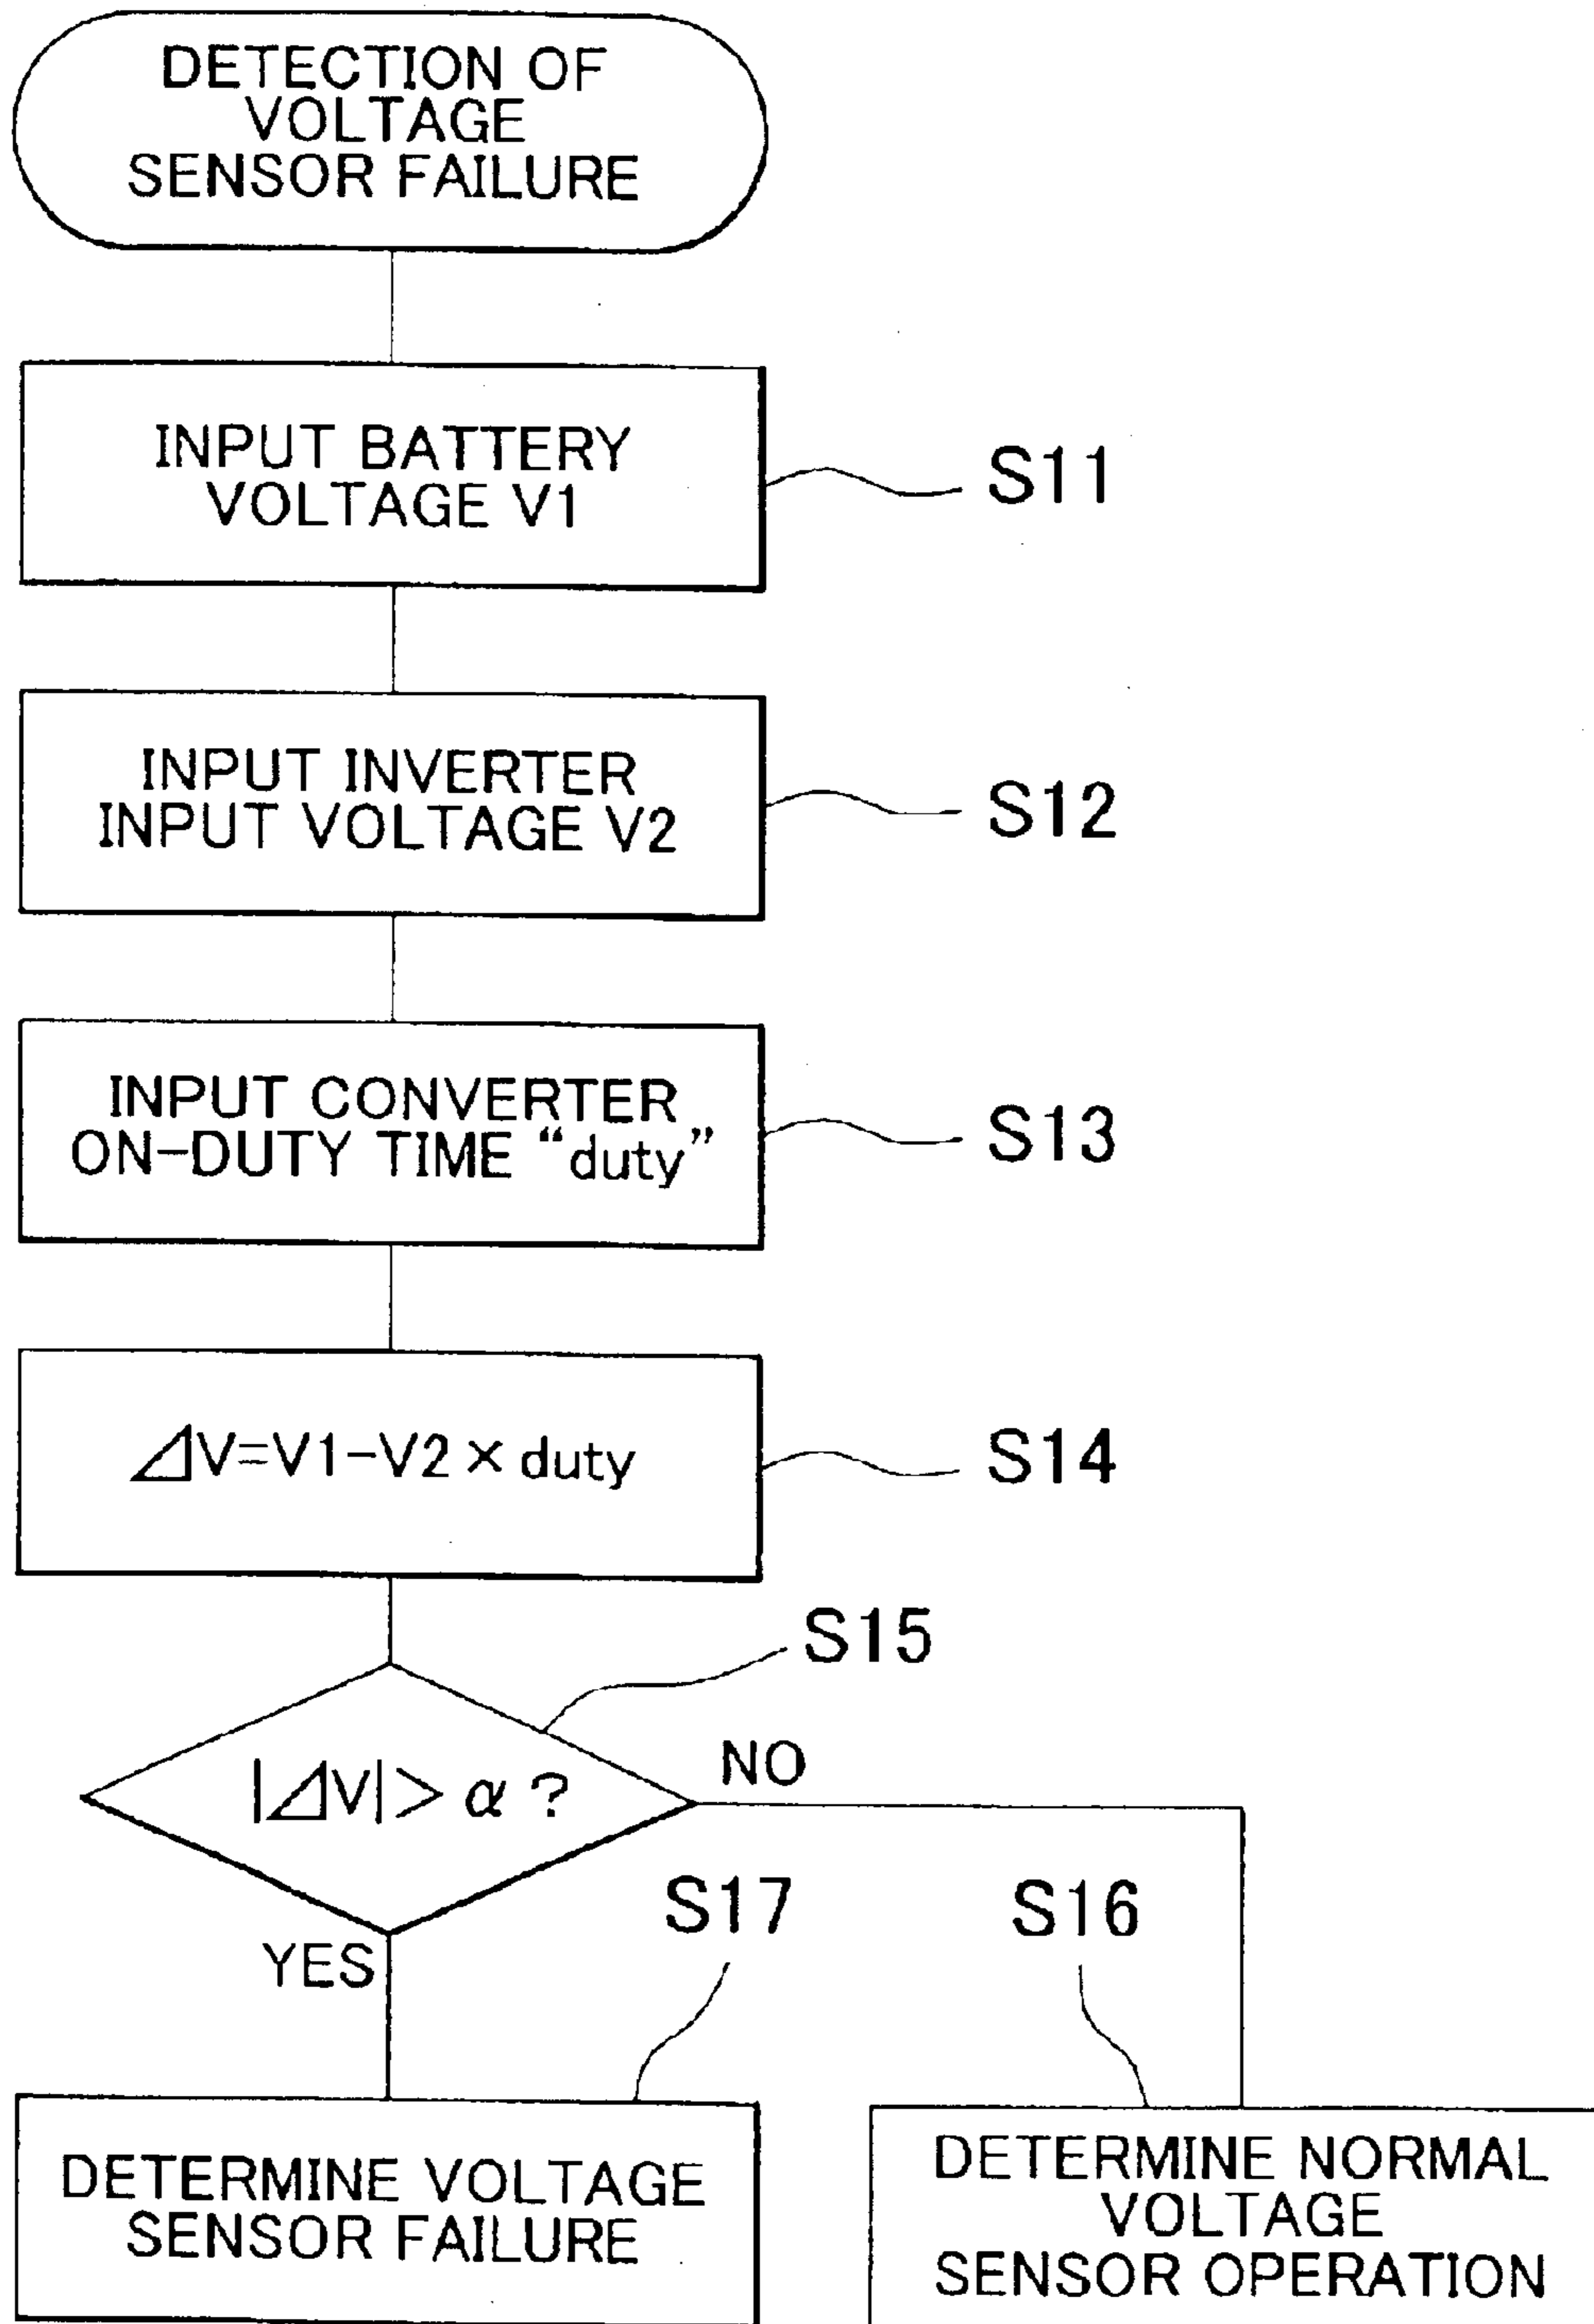 DETECTION OF
VOLTAGE
SENSOR FAILURE
INPUT BATTERY
VOLTAGE V1
S11
INPUT INVERTER
INPUT VOLTAGE V2
S12
INPUT CONVERTER
ON-DUTY TIME “duty”
S13
⊿V=V1-V2×duty
S14
S15
|⊿V|> α ?
NO
YES
S17
S16
DETERMINE VOLTAGE
SENSOR FAILURE
DETERMINE NORMAL
VOLTAGE
SENSOR OPERATION